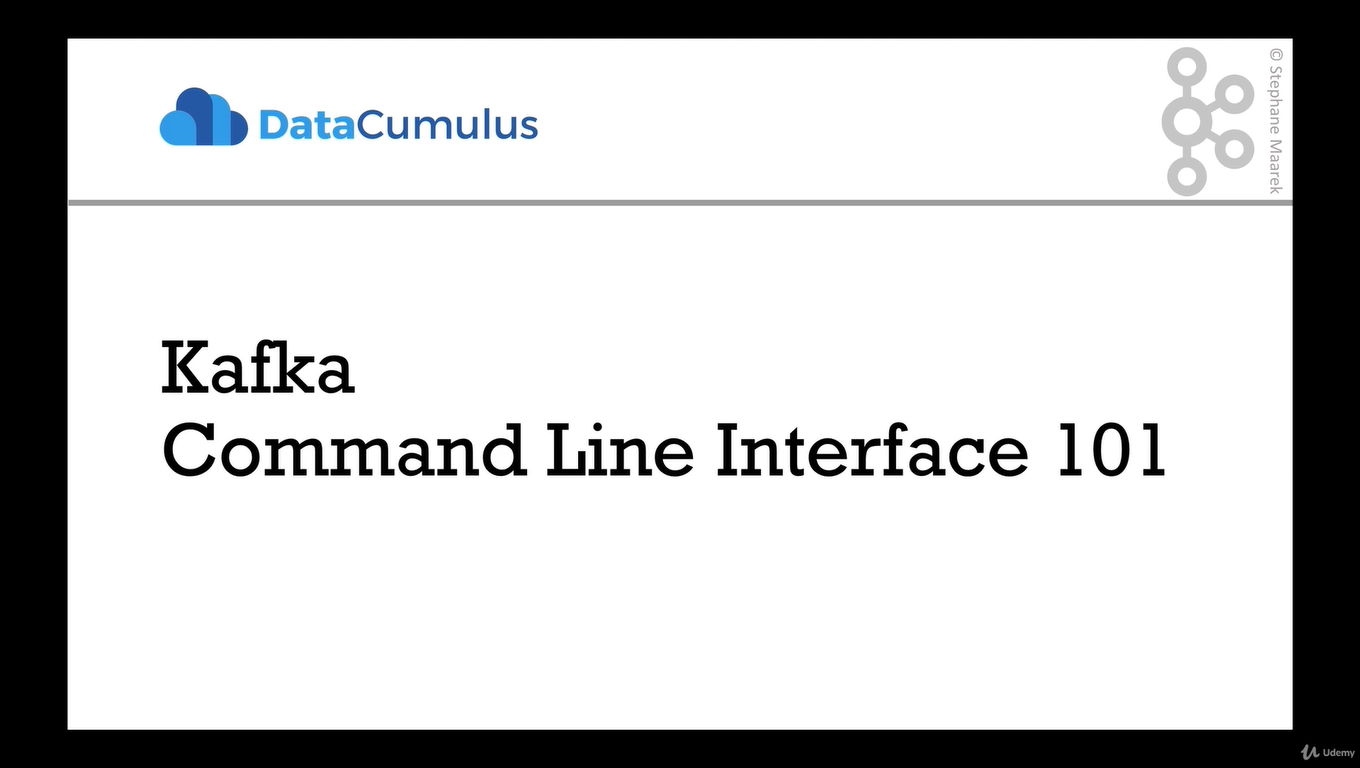 DataCumulus
© Stephane Maarek
Kafka
Command Line Interface 101
Udemy